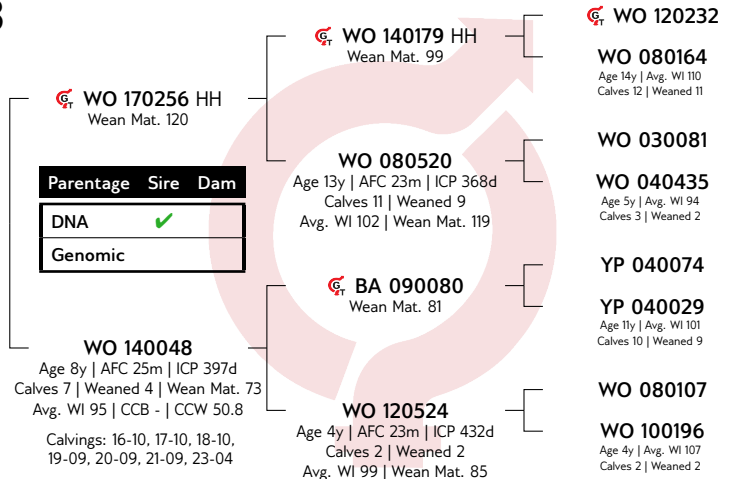 WO 170256 HH
Wean Mat. 120
Parentage Sire Dam
DNA ✔
Genomic
WO 140048
Age 8y | AFC 25m | ICP 397d
Calves 7 | Weaned 4 | Wean Mat. 73
Avg. WI 95 | CCB - | CCW 50.8
Calvings: 16-10, 17-10, 18-10,
19-09, 20-09, 21-09, 23-04
WO 140179 HH
Wean Mat. 99
WO 080520
Age 13y | AFC 23m | ICP 368d
Calves 11 | Weaned 9
Avg. WI 102 | Wean Mat. 119
BA 090080
Wean Mat. 81
WO 120524
Age 4y | AFC 23m | ICP 432d
Calves 2 | Weaned 2
Avg. WI 99 | Wean Mat. 85
WO 120232
WO 080164
Age 14y | Avg. WI 110
Calves 12 | Weaned 11
WO 030081
WO 040435
Age 5y | Avg. WI 94
Calves 3 | Weaned 2
YP 040074
YP 040029
Age 11y | Avg. WI 101
Calves 10 | Weaned 9
WO 080107
WO 100196
Age 4y | Avg. WI 107
Calves 2 | Weaned 2